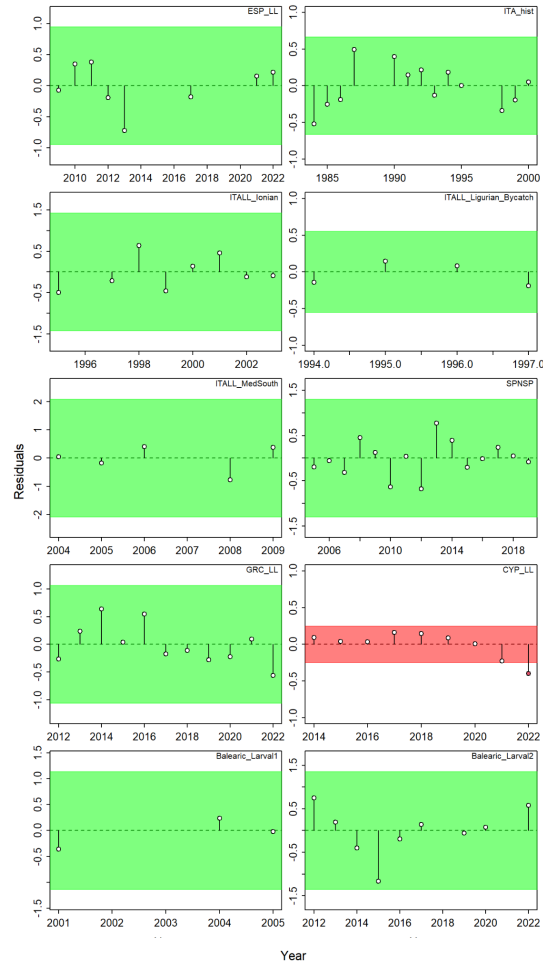 ESP_LL
1.0
0.5
0.0
-0.5
-1.0
2010 2012 2014 2016 2018 2020 2022
ITA_hist
1.0
0.5
0.0
-0.5
-1.0
1985 1990 1995 2000
ITALL_Ionian
1.5
0.5
-0.5
-1.5
1996 1998 2000 2002
ITALL_Ligurian_Bycatch
1.0
0.5
0.0
-0.5
-1.0
1994.0 1995.0 1996.0 1997.0
Residuals
ITALL_MedSouth
2
1
0
-1
-2
2004 2005 2006 2007 2008 2009
SPNSP
1.5
0.5
-0.5
-1.5
2006 2010 2014 2018
GRC_LL
1.0
0.5
0.0
-0.5
-1.0
2012 2014 2016 2018 2020 2022
CYP_LL
1.0
0.5
0.0
-0.5
-1.0
2014 2016 2018 2020 2022
Balearic_Larval1
1.5
0.5
-0.5
-1.5
2001 2002 2003 2004 2005
Balearic_Larval2
1.5
0.5
-0.5
-1.5
2012 2014 2016 2018 2020 2022
Year